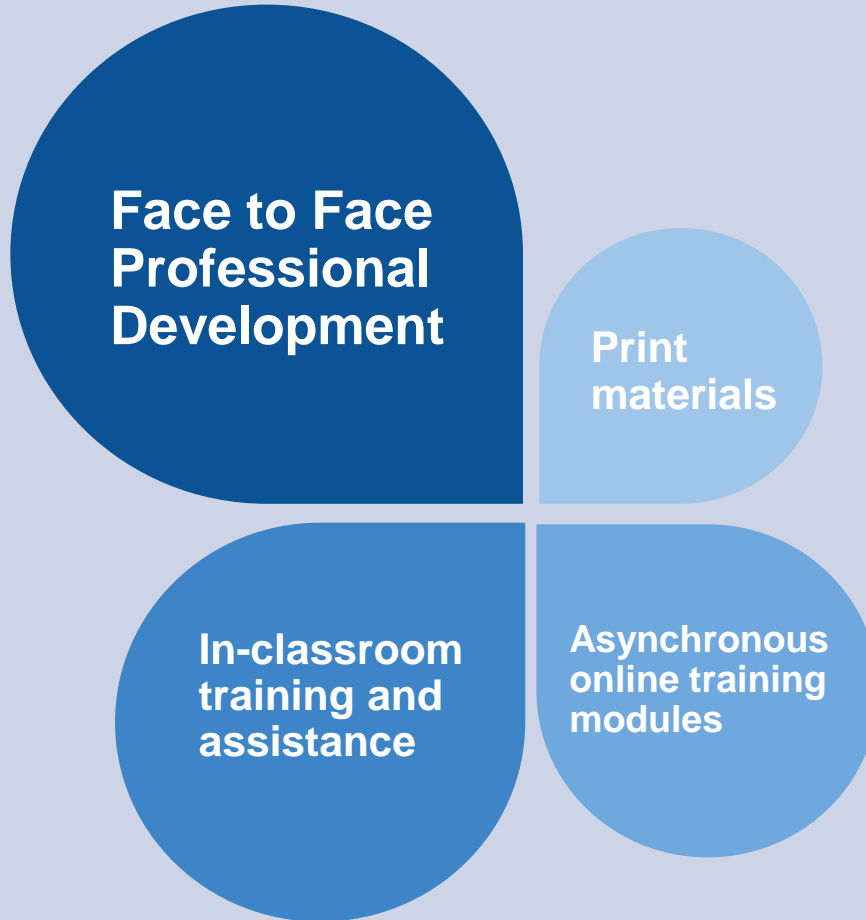 Face to Face
Professional
Development
Print
materials
In-classroom
training and
assistance
Asynchronous
online training
modules